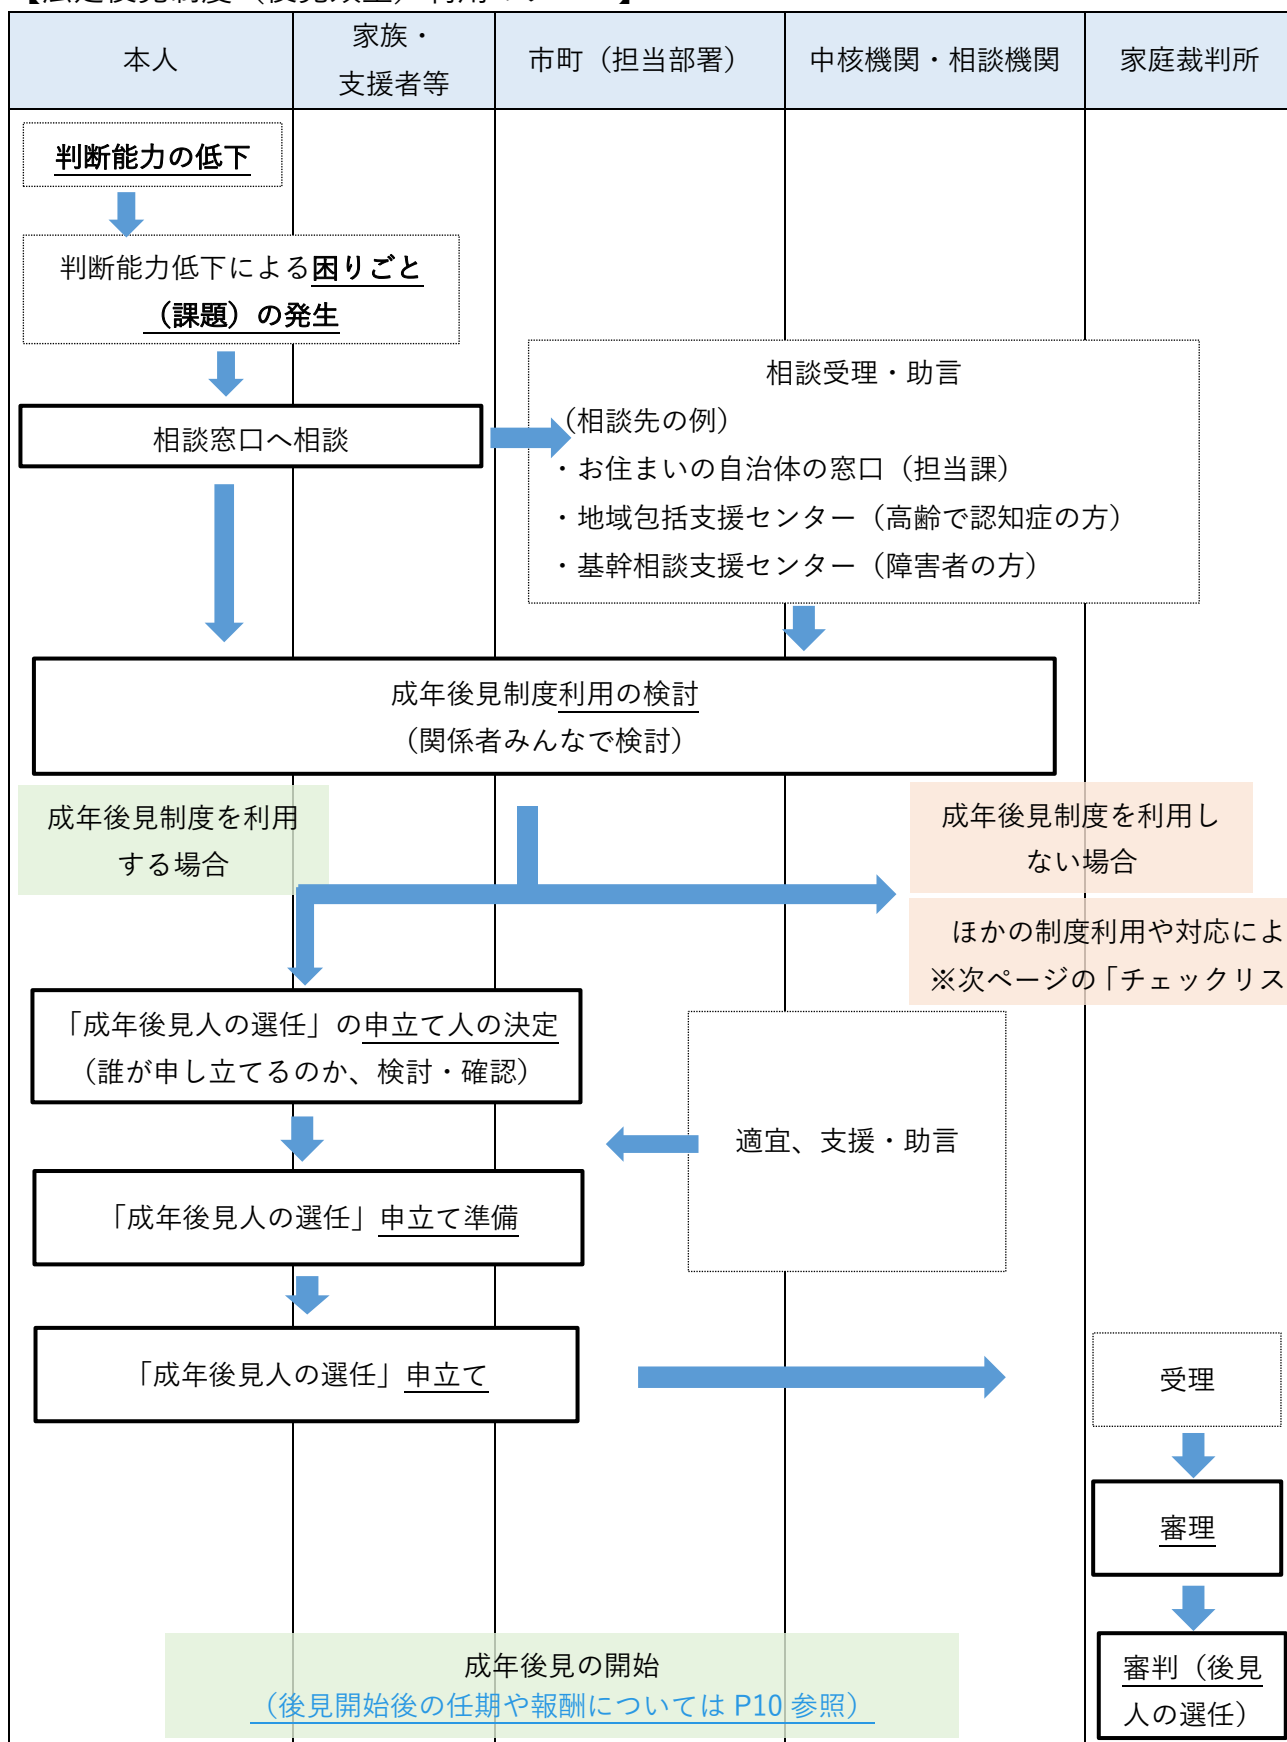 本人
家族・
支援者等
市町（担当部署）
中核機関・相談機関
家庭裁判所
判断能力の低下
判断能力低下による困りごと
（課題）の発生
相談窓口へ相談
相談受理・助言
（相談先の例）
・お住まいの自治体の窓口（担当課）
・地域包括支援センター（高齢で認知症の方）
・基幹相談支援センター（障害者の方）
成年後見制度利用の検討
（関係者みんなで検討）
成年後見制度を利用
する場合
成年後見制度を利用し
ない場合
ほかの制度利用や対応によ
※次ページの「チェックリス
「成年後見人の選任」の申立て人の決定
（誰が申し立てるのか、検討・確認）
適宜、支援・助言
「成年後見人の選任」申立て準備
「成年後見人の選任」申立て
受理
審理
審判（後見
人の選任）
成年後見の開始
（後見開始後の任期や報酬については P10 参照）